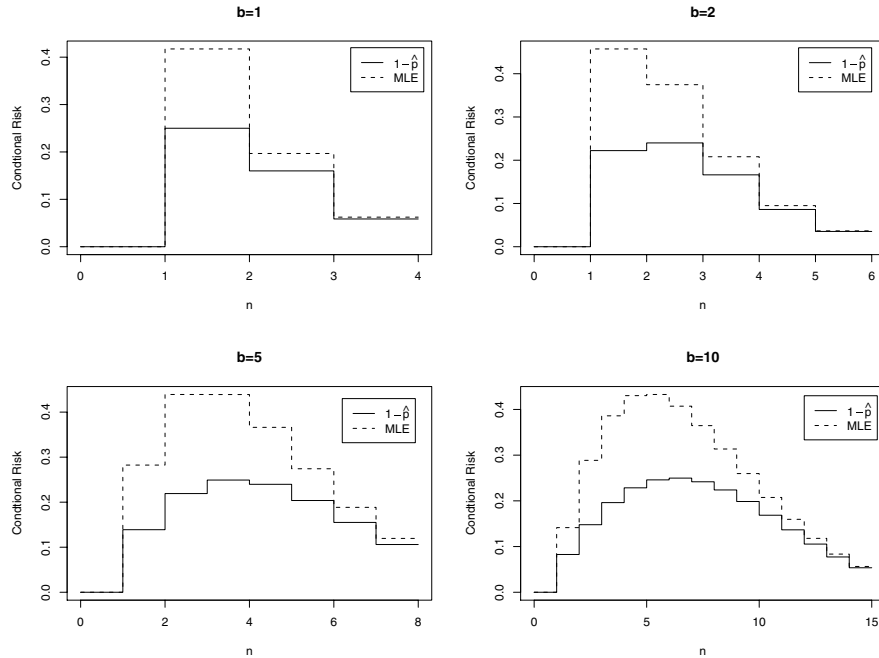 b=1
1−p̂
MLE
Condtional Risk
0.0 0.1 0.2 0.3 0.4
0 1 2 3 4
n
b=2
1−p̂
MLE
Condtional Risk
0.0 0.1 0.2 0.3 0.4
0 1 2 3 4 5 6
n
b=5
1−p̂
MLE
Condtional Risk
0.0 0.1 0.2 0.3 0.4
0 2 4 6 8
n
b=10
1−p̂
MLE
Condtional Risk
0.0 0.1 0.2 0.3 0.4
0 5 10 15
n